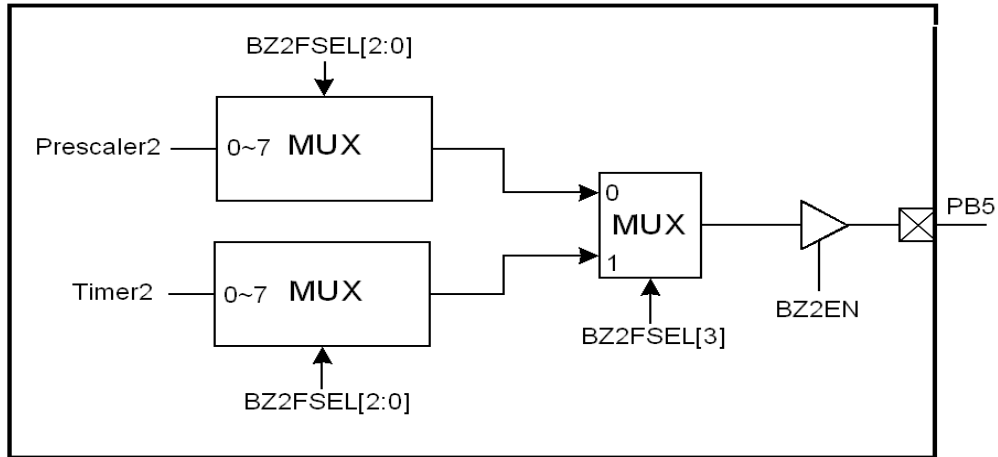 BZ2FSEL[2:0]
Prescaler2
0~7 MUX
0
MUX
1
PB5
Timer2
0~7 MUX
BZ2EN
BZ2FSEL[3]
BZ2FSEL[2:0]